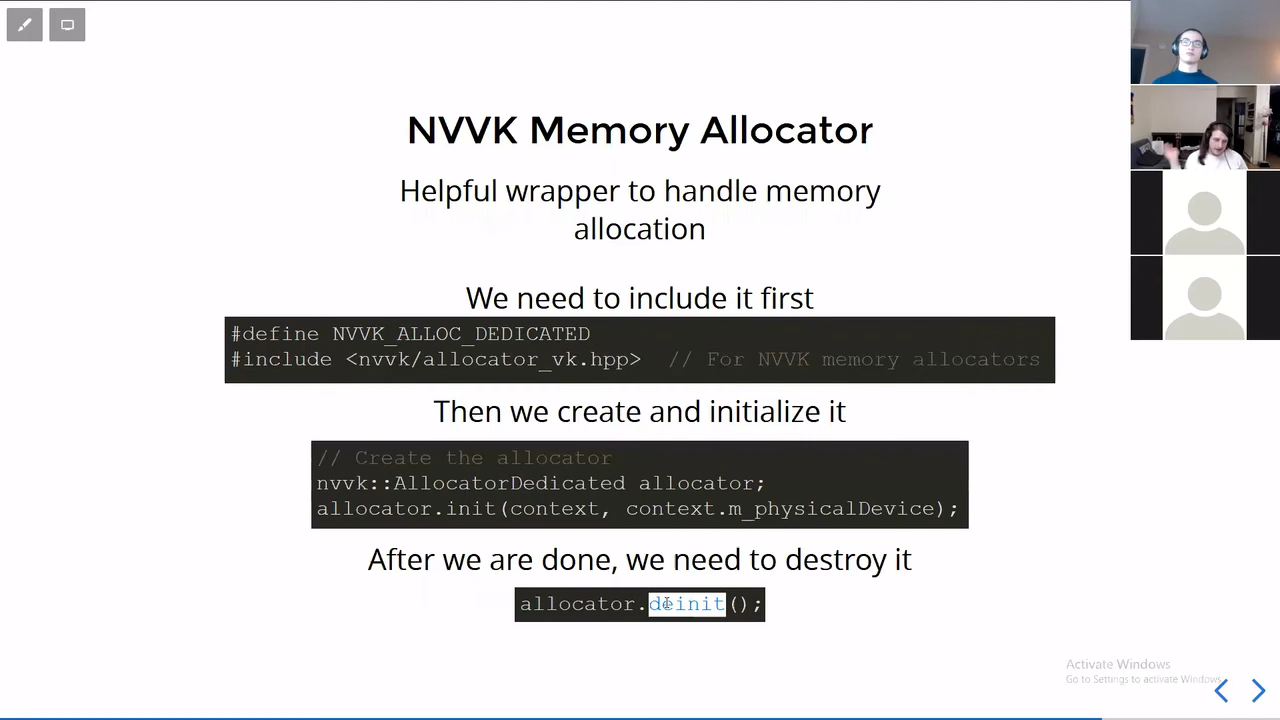 NVVK Memory Allocator
Helpful wrapper to handle memory
allocation
We need to include it first
#define NVVK_ALLOC_DEDICATED
#include <nvvk/allocator_vk.hpp>  // For NVVK memory allocators
Then we create and initialize it
// Create the allocator
nvvk::AllocatorDedicated allocator;
allocator.init(context, context.m_physicalDevice);
After we are done, we need to destroy it
allocator.deinit();
Activate Windows
Go to Settings to activate Windows.